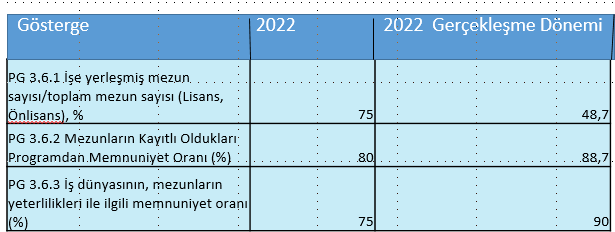 Gösterge 2022 2022 Gerçekleşme Dönemi
PG 3.6.1 İşe yerleşmiş mezun
sayısı/toplam mezun sayısı (Lisans,
Önlisans), % 75 48,7
PG 3.6.2 Mezunların Kayıtlı Oldukları
Programdan Memnuniyet Oranı (%) 80 88,7
PG 3.6.3 İş dünyasının, mezunların
yeterlilikleri ile ilgili memnuniyet oranı
(%) 75 90